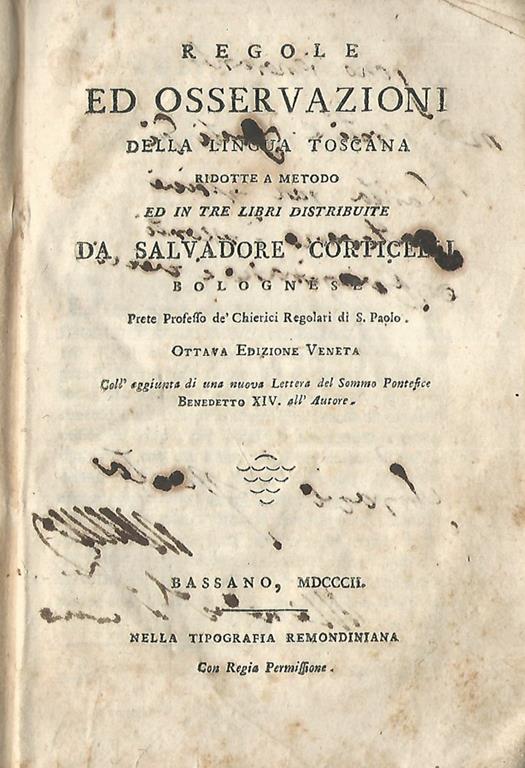 REGOLE
ED OSSERVAZIONI
DELLA LINGUA TOSCANA
RIDOTTE A METODO
ED IN TRE LIBRI DISTRIBUITE
DA SALVADORE CORTICELLI
BOLOGNESE
Prete Profeſſo de' Chierici Regolari di S. Paolo.
OTTAVA EDIZIONE VENETA
Coll' aggiunta di una nuova Lettera del Sommo Pontefice
BENEDETTO XIV. all' Autore.
BASSANO, MDCCCII.
NELLA TIPOGRAFIA REMONDINIANA
Con Regia Permiſſione.